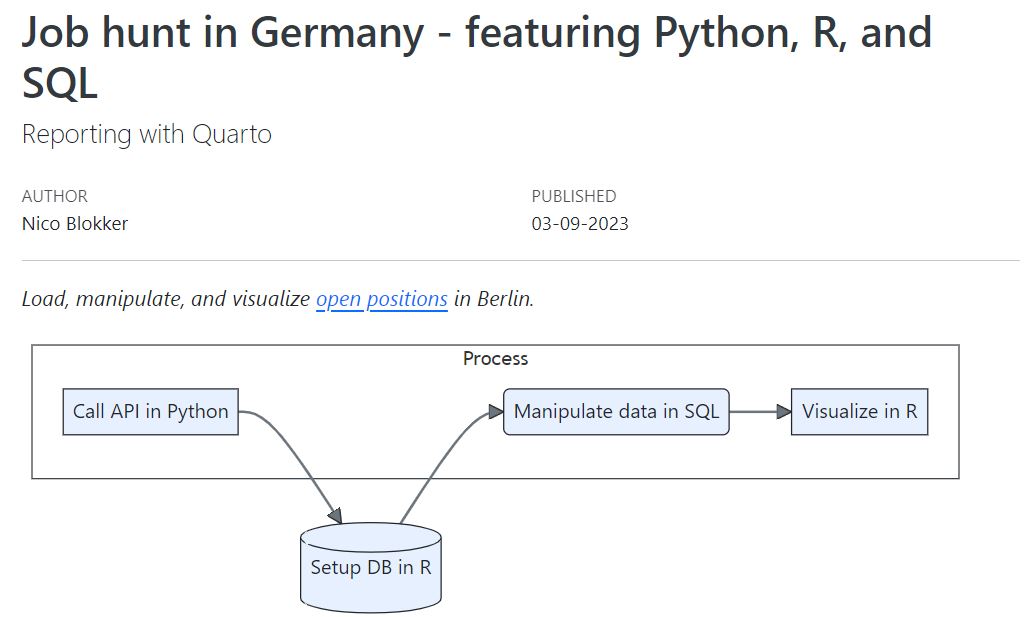 Job hunt in Germany - featuring Python, R, and
SQL
Reporting with Quarto
AUTHOR
Nico Blokker
PUBLISHED
03-09-2023
Load, manipulate, and visualize open positions in Berlin.
Process
Call API in Python
Manipulate data in SQL
Visualize in R
Setup DB in R